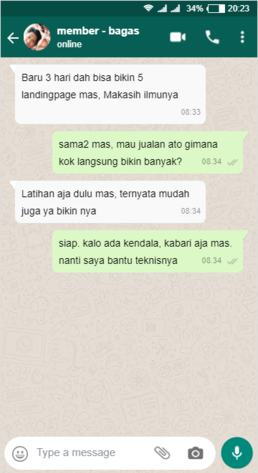 34% 20:23
member - bagas
online
Baru 3 hari dah bisa bikin 5
landingpage mas, Makasih ilmunya
08:33
sama2 mas, mau jualan ato gimana
kok langsung bikin banyak? 08.34
Latihan aja dulu mas, ternyata mudah
juga ya bikin nya 08:34
siap. kalo ada kendala, kabari aja mas.
nanti saya bantu teknisnya 08.34
Type a message